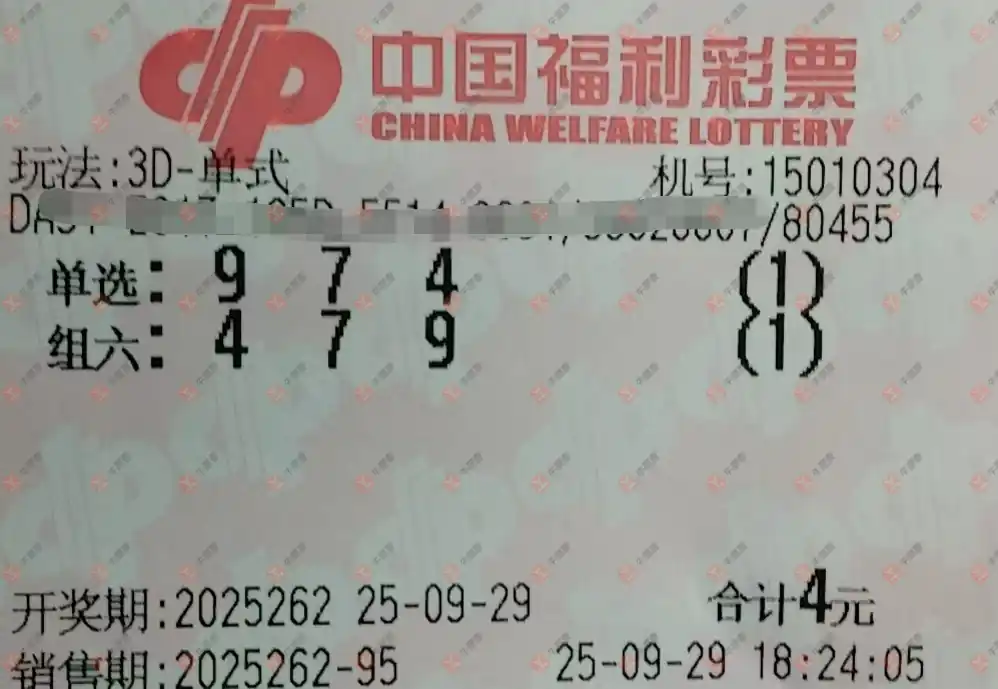 中国福利彩票
CHINA WELFARE LOTTERY
玩法:3D-单式 机号:15010304
/80455
单选: 9 7 4 (1)
组六: 4 7 9 (1)
开奖期:2025262 25-09-29 合计4元
销售期:2025262-95 25-09-29 18:24:05